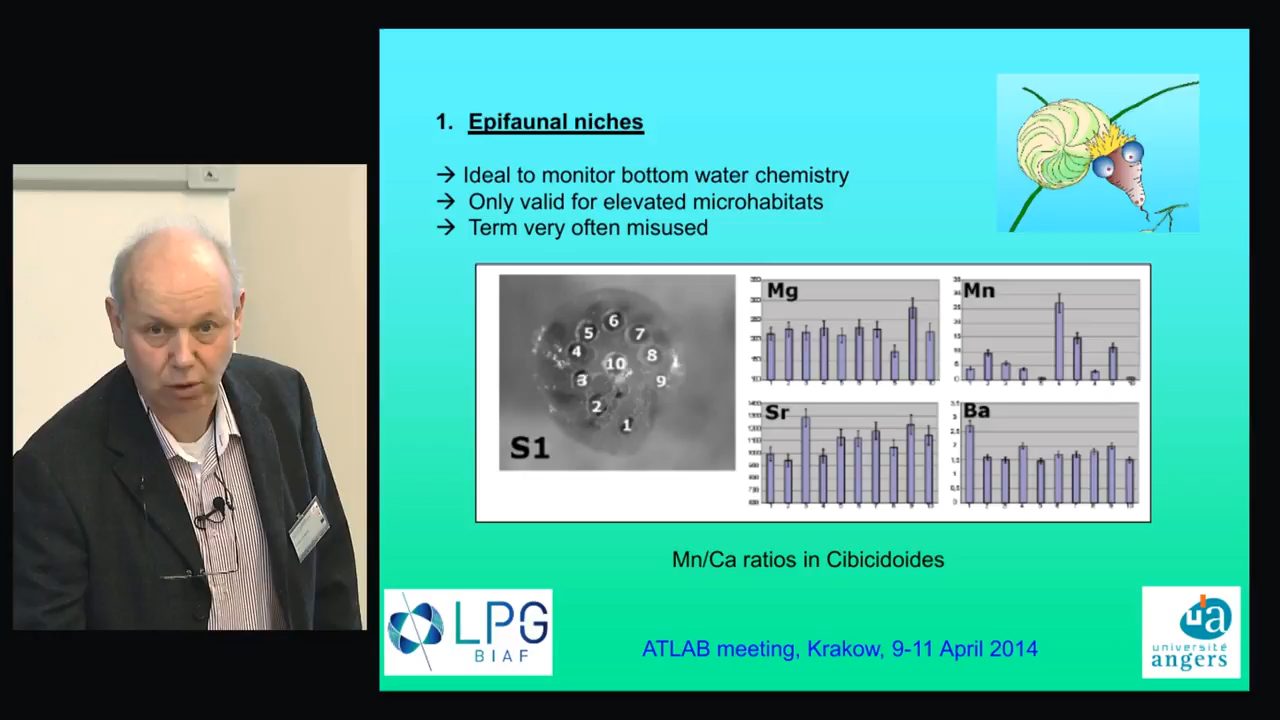 1. Epifaunal niches
→ Ideal to monitor bottom water chemistry
→ Only valid for elevated microhabitats
→ Term very often misused
Mg
Mn
Sr
Ba
1 2 3 4 5 6 7 8 9 10
S1
Mn/Ca ratios in Cibicidoides
LPG
BIAF
ATLAB meeting, Krakow, 9-11 April 2014
ua
université
angers